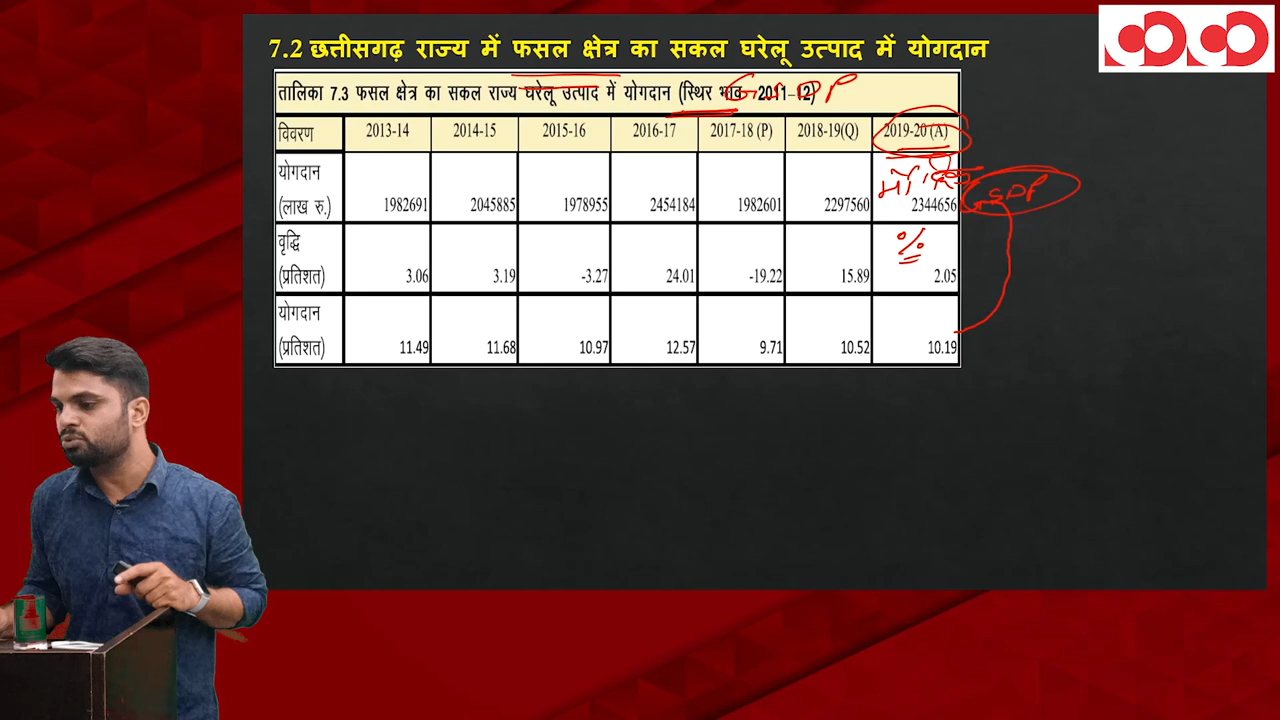 7.2 छत्तीसगढ़ राज्य में फसल क्षेत्र का सकल घरेलू उत्पाद में योगदान
तालिका 7.3 फसल क्षेत्र का सकल राज्य घरेलू उत्पाद में योगदान (स्थिर भाव 2011–12)
GSDP
विवरण 2013-14 2014-15 2015-16 2016-17 2017-18 (P) 2018-19(Q) 2019-20 (A)
योगदान
(लाख रु.) 1982691 2045885 1978955 2454184 1982601 2297560 2344656
GSDP
वृद्धि
%
(प्रतिशत) 3.06 3.19 -3.27 24.01 -19.22 15.89 2.05
योगदान
(प्रतिशत) 11.49 11.68 10.97 12.57 9.71 10.52 10.19